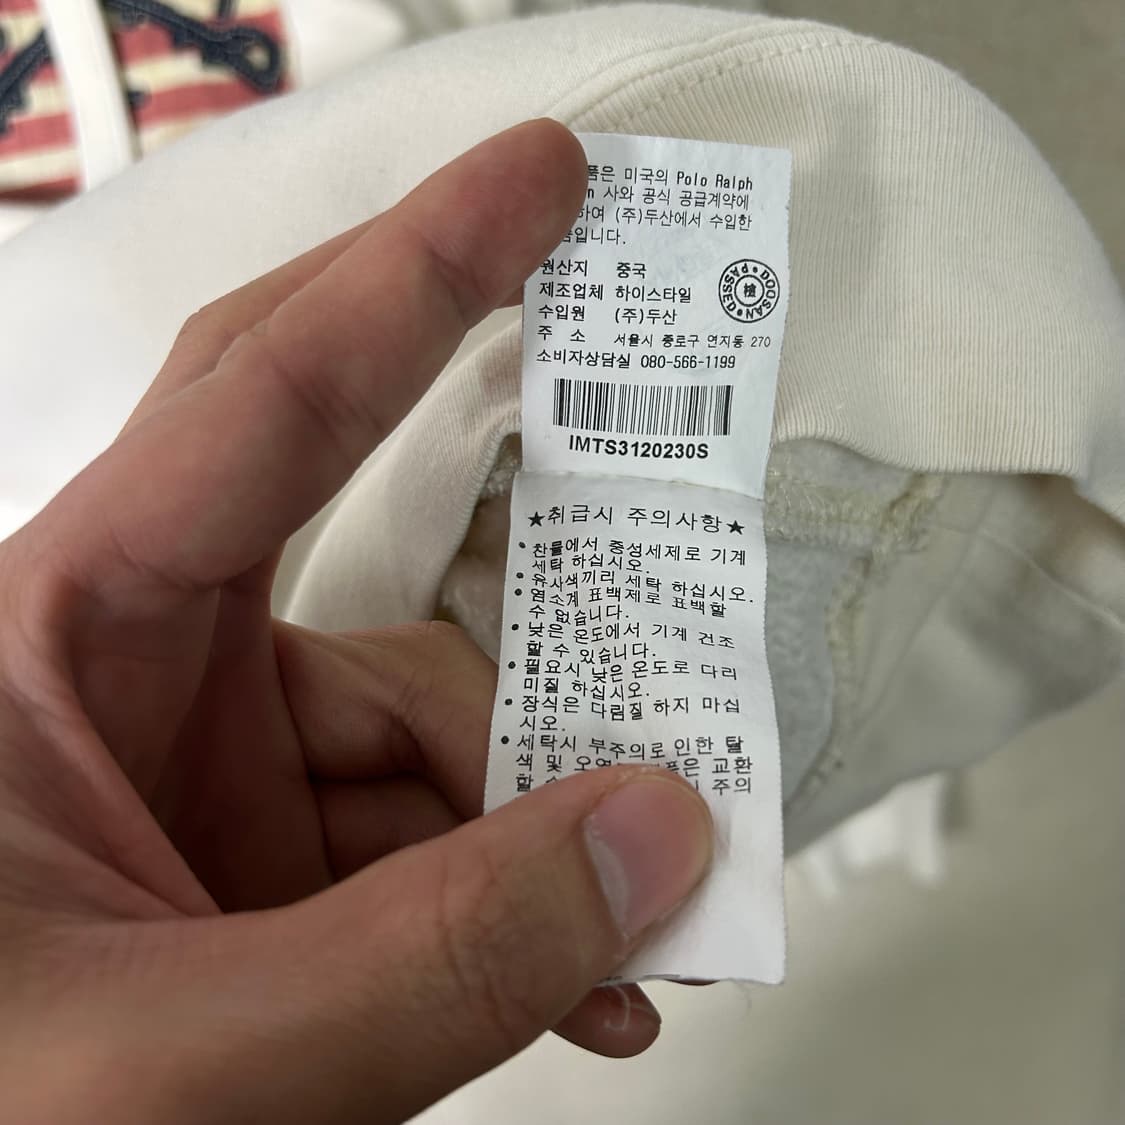 품은 미국의 Polo Ralph
n 사와 공식 공급계약에
하여 (주)두산에서 수입한
품입니다.
원산지 중국
제조업체 하이스타일
수입원 (주)두산
주 소 서울시 종로구 연지동 270
소비자상담실 080-566-1199
DOOSAN PASSED 檢
IMTS3120230S
★취급시 주의사항★
• 찬물에서 중성세제로 기계
세탁 하십시오.
• 유사색끼리 세탁 하십시오.
• 염소계 표백제로 표백할
수 없습니다.
• 낮은 온도에서 기계 건조
할 수 있습니다.
• 필요시 낮은 온도로 다리
미질 하십시오.
• 장식은 다림질 하지 마십
시오.
• 세탁시 부주의로 인한 탈
색 및 교환
할 주의